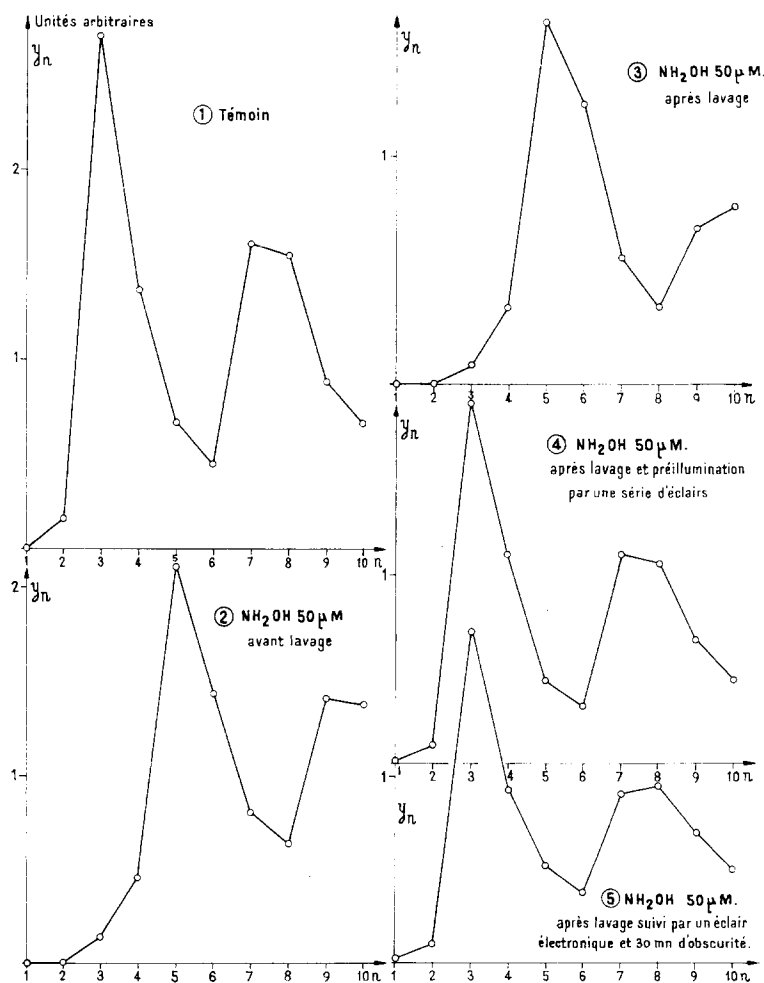 Unités arbitraires
yₙ
① Témoin
2
1
1 2 3 4 5 6 7 8 9 10 n
yₙ
② NH₂OH 50 µM
avant lavage
2
1
5
1 2 3 4 5 6 7 8 9 10 n
yₙ
③ NH₂OH 50 µM.
après lavage
1
1 2 3 4 5 6 7 8 9 10 n
yₙ
④ NH₂OH 50 µM.
après lavage et préillumination
par une série d'éclairs
1
3
1 2 3 4 5 6 7 8 9 10 n
1
yₙ
⑤ NH₂OH 50 µM.
après lavage suivi par un éclair
électronique et 30 mn d'obscurité.
1 2 3 4 5 6 7 8 9 10 n